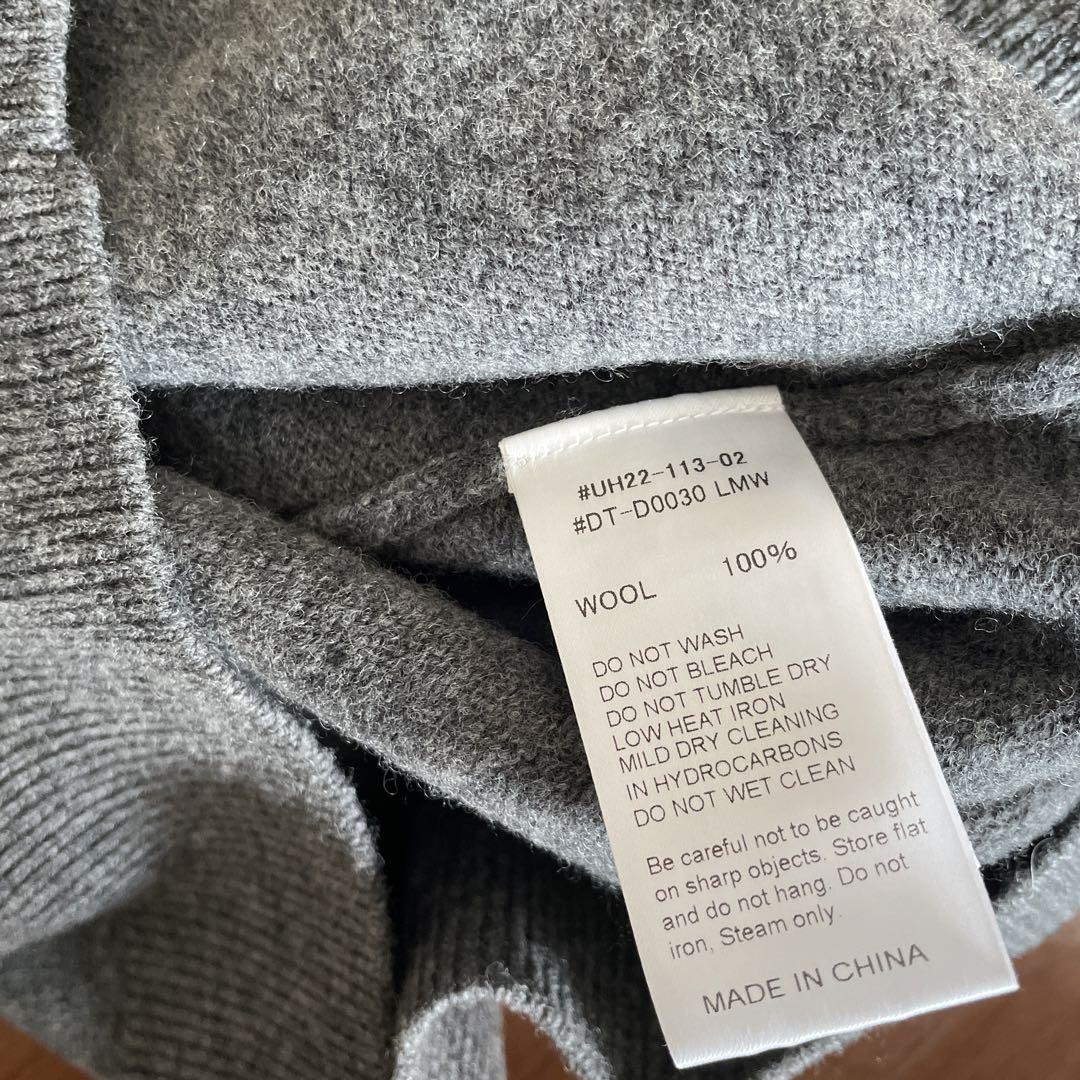 #UH22-113-02
#DT-D0030 LMW
WOOL 100%
DO NOT WASH
DO NOT BLEACH
DO NOT TUMBLE DRY
LOW HEAT IRON
MILD DRY CLEANING
IN HYDROCARBONS
DO NOT WET CLEAN
Be careful not to be caught
on sharp objects. Store flat
and do not hang. Do not
iron, Steam only.
MADE IN CHINA